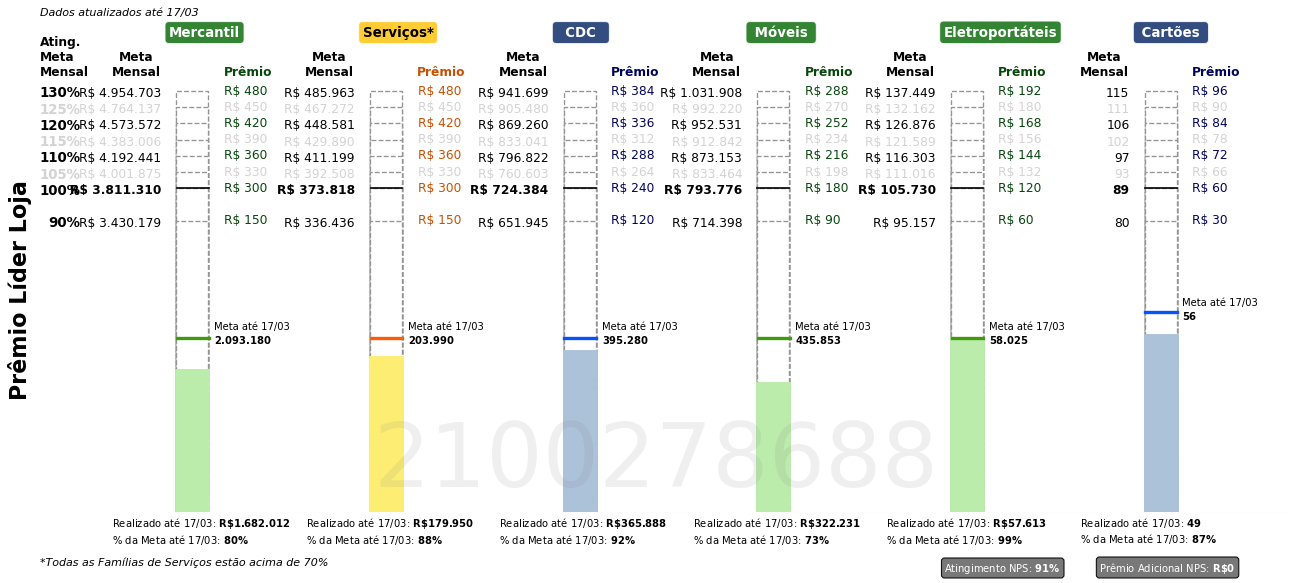 Dados atualizados até 17/03
Mercantil Serviços* CDC Móveis Eletroportáteis Cartões
Ating. Meta Mensal Meta Mensal Prêmio Meta Mensal Prêmio Meta Mensal Prêmio Meta Mensal Prêmio Prêmio Meta Mensal Prêmio
130% R$ 4.954.703 R$ 480 R$ 485.963 R$ 480 R$ 941.699 R$ 384 R$ 1.031.908 R$ 288 R$ 137.449 R$ 192 115 R$ 96
125% R$ 4.764.137 R$ 450 R$ 467.272 R$ 450 R$ 905.480 R$ 360 R$ 992.220 R$ 270 R$ 132.162 R$ 180 111 R$ 90
120% R$ 4.573.572 R$ 420 R$ 448.581 R$ 420 R$ 869.260 R$ 336 R$ 952.531 R$ 252 R$ 126.876 R$ 168 106 R$ 84
115% R$ 4.383.006 R$ 390 R$ 429.890 R$ 390 R$ 833.041 R$ 312 R$ 912.842 R$ 234 R$ 121.589 R$ 156 102 R$ 78
110% R$ 4.192.441 R$ 360 R$ 411.199 R$ 360 R$ 796.822 R$ 288 R$ 873.153 R$ 216 R$ 116.303 R$ 144 97 R$ 72
105% R$ 4.001.875 R$ 330 R$ 392.508 R$ 330 R$ 760.603 R$ 264 R$ 833.464 R$ 198 R$ 111.016 R$ 132 93 R$ 66
100% R$ 3.811.310 R$ 300 R$ 373.818 R$ 300 R$ 724.384 R$ 240 R$ 793.776 R$ 180 R$ 105.730 R$ 120 89 R$ 60
90% R$ 3.430.179 R$ 150 R$ 336.436 R$ 150 R$ 651.945 R$ 120 R$ 714.398 R$ 90 R$ 95.157 R$ 60 80 R$ 30
Prêmio Líder Loja
Meta até 17/03 Meta até 17/03 Meta até 17/03 Meta até 17/03 Meta até 17/03 Meta até 17/03
2.093.180 203.990 395.280 435.853 58.025 56
2100278688
Realizado até 17/03: R$1.682.012 Realizado até 17/03: R$179.950 Realizado até 17/03: R$365.888 Realizado até 17/03: R$322.231 Realizado até 17/03: R$57.613 Realizado até 17/03: 49
% da Meta até 17/03: 80% % da Meta até 17/03: 88% % da Meta até 17/03: 92% % da Meta até 17/03: 73% % da Meta até 17/03: 99% % da Meta até 17/03: 87%
*Todas as Famílias de Serviços estão acima de 70%
Atingimento NPS: 91% Prêmio Adicional NPS: R$0